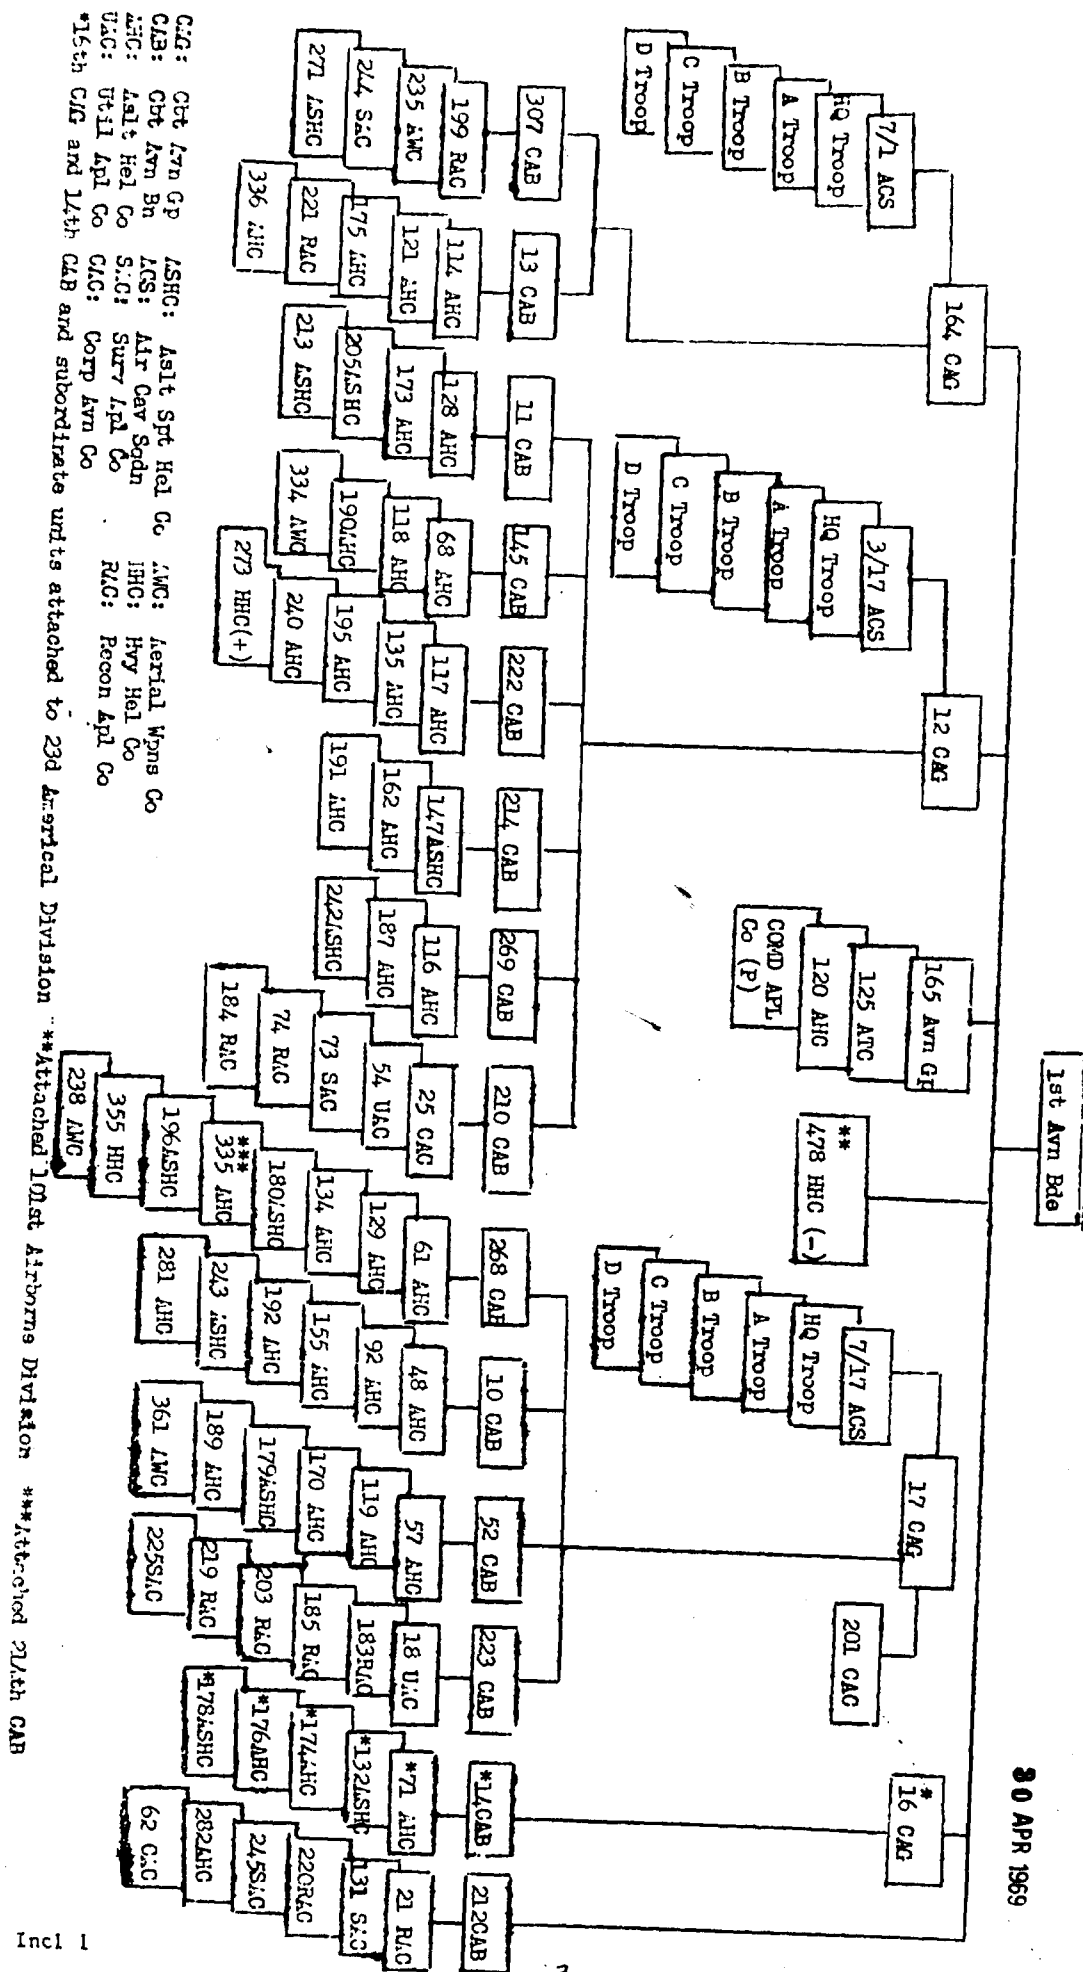 30 APR 1969
1st Avn Bde
164 CAG
12 CAG
165 Avn Gp
125 ATC
120 AHC
COMD APL
Co (P)
**
478 HHC (-)
17 CAG
201 CAC
*
16 CAG
7/1 ACS
HQ Troop
A Troop
B Troop
C Troop
D Troop
3/17 ACS
HQ Troop
A Troop
B Troop
C Troop
D Troop
7/17 ACS
HQ Troop
A Troop
B Troop
C Troop
D Troop
307 CAB
199 RAC
235 AWC
244 SAC
271 ASHC
13 CAB
114 AHC
121 AHC
175 AHC
221 RAC
336 AHC
11 CAB
128 AHC
173 AHC
205ASHC
213 ASHC
145 CAB
68 AHC
118 AHC
190AHC
334 AWC
222 CAB
117 AHC
135 AHC
195 AHC
240 AHC
273 HHC(+)
214 CAB
147ASHC
162 AHC
191 AHC
269 CAB
116 AHC
187 AHC
242ASHC
210 CAB
25 CAC
54 UAC
73 SAC
74 RAC
184 RAC
268 CAB
61 AHC
129 AHC
134 AHC
180ASHC
***
335 AHC
196ASHC
355 HHC
238 AWC
10 CAB
48 AHC
92 AHC
155 AHC
192 AHC
243 ASHC
281 AHC
52 CAB
57 AHC
119 AHC
170 AHC
179ASHC
189 AHC
361 AWC
223 CAB
18 UAC
183RAC
185 RAC
203 RAC
219 RAC
225SAC
*14CAB
*71 AHC
*132ASHC
*174AHC
*176AHC
*178ASHC
212CAB
21 RAC
131 SAC
220RAC
245SAC
282AHC
62 CAC
CAG: Cbt Avn Gp ASHC: Aslt Spt Hel Co AWC: Aerial Wpns Co
CAB: Cbt Avn Bn ACS: Air Cav Sqdn HHC: Hvy Hel Co
AHC: Aslt Hel Co SAC: Surv Apl Co RAC: Recon Apl Co
UAC: Util Apl Co CAC: Corp Avn Co
*16th CAG and 14th CAB and subordinate units attached to 23d Americal Division **Attached 101st Airborne Division ***Attached 214th CAB
Incl 1